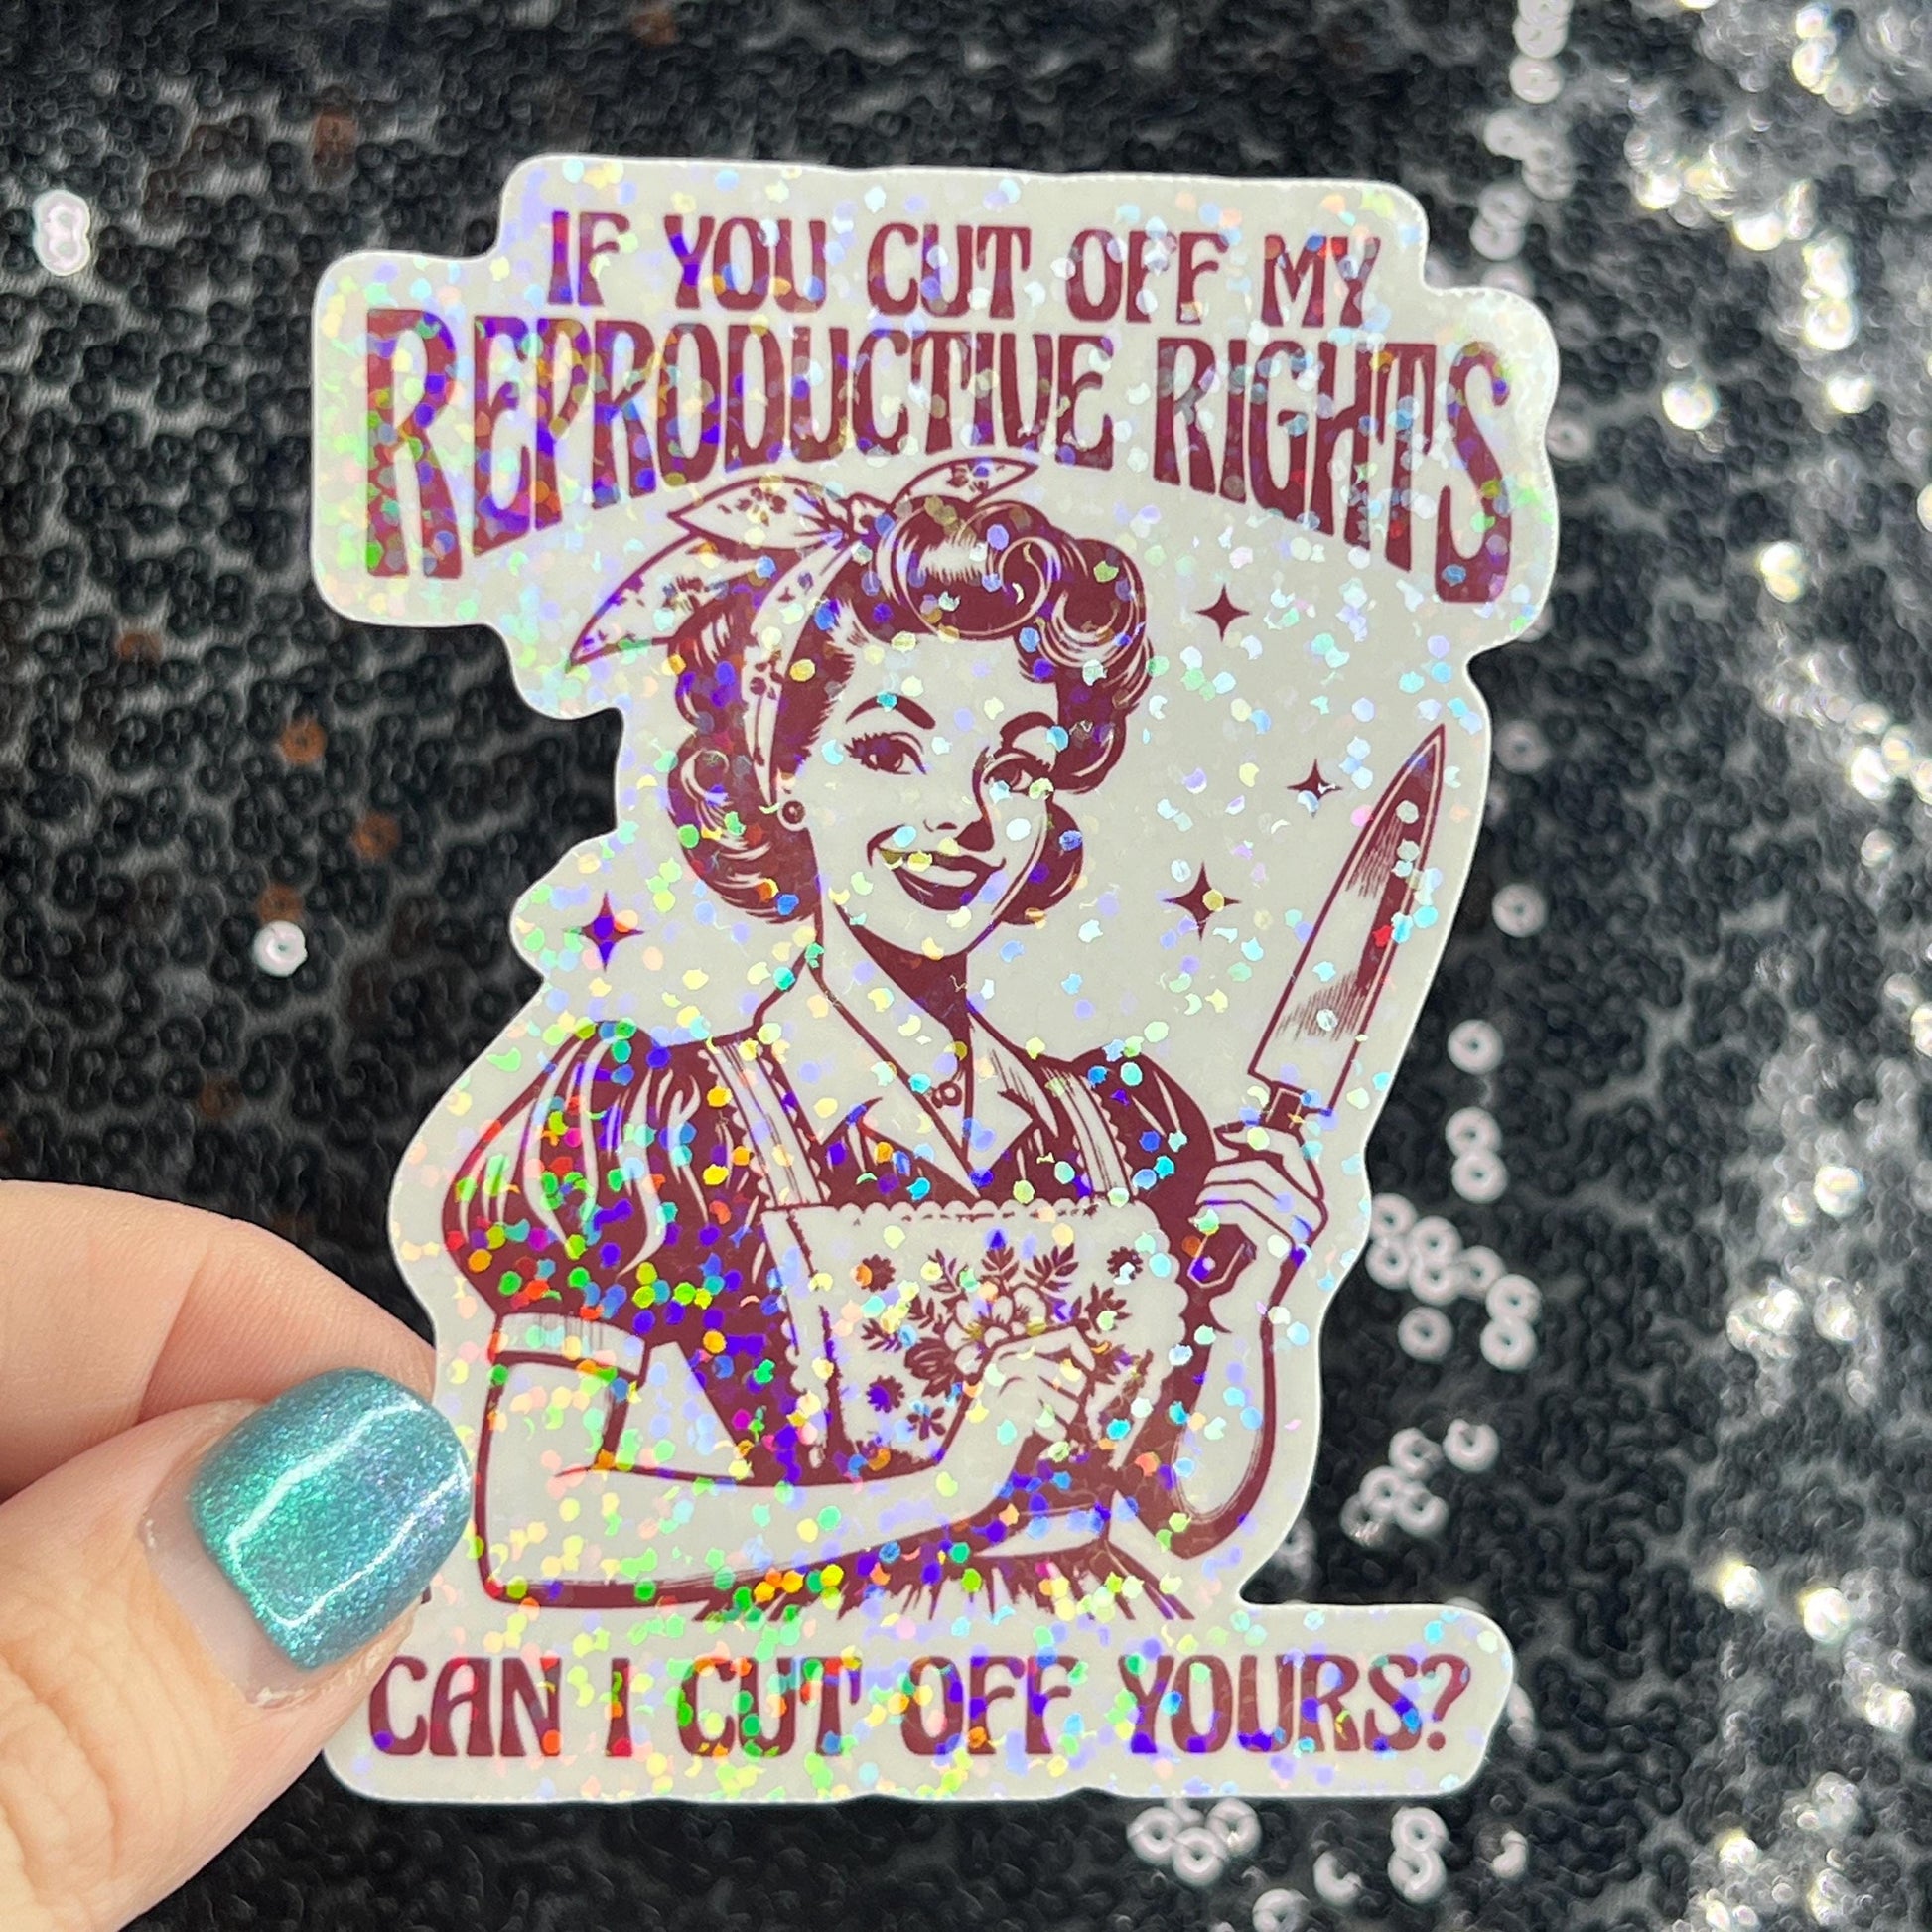 IF YOU CUT OFF MY
REPRODUCTIVE RIGHTS
CAN I CUT OFF YOURS?